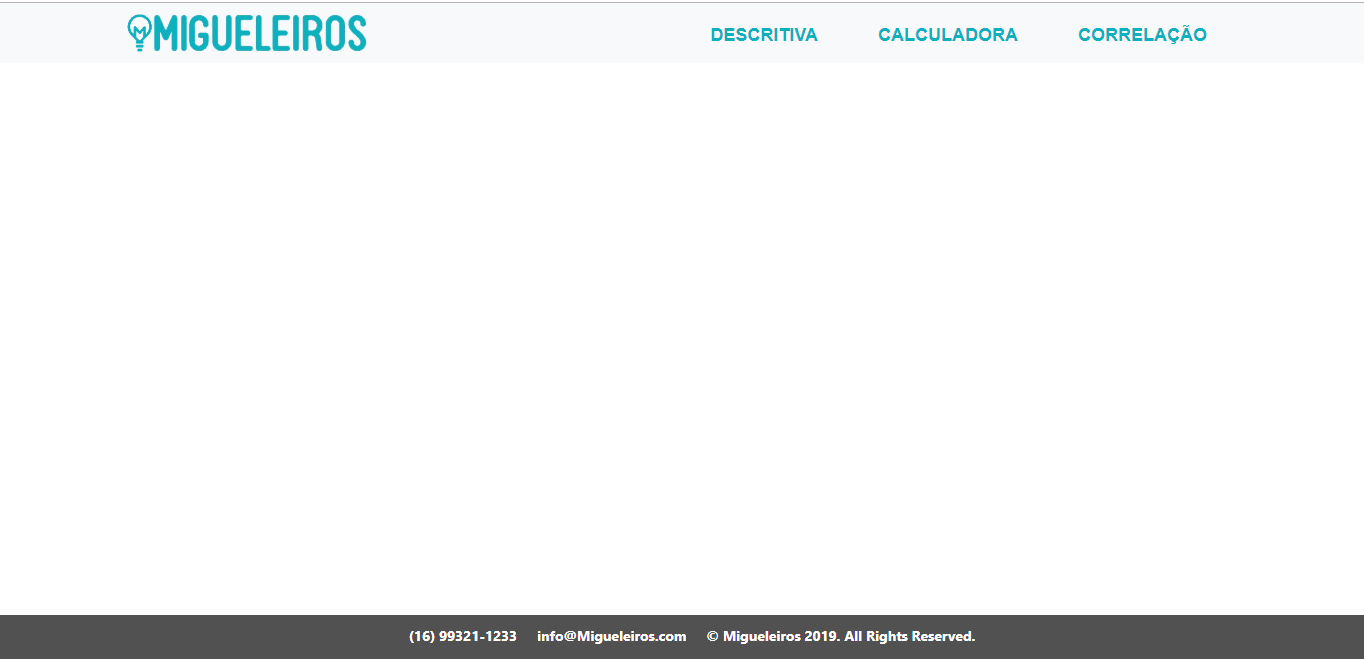 MIGUELEIROS
DESCRITIVA CALCULADORA CORRELAÇÃO
(16) 99321-1233 info@Migueleiros.com © Migueleiros 2019. All Rights Reserved.